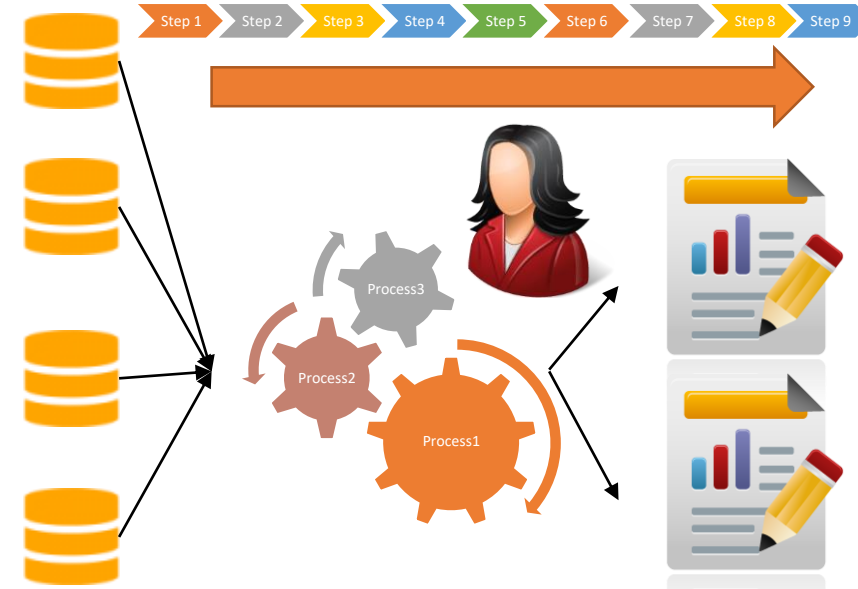 Step 1
Step 2
Step 3
Step 4
Step 5
Step 6
Step 7
Step 8
Step 9
Process3
Process2
Process1